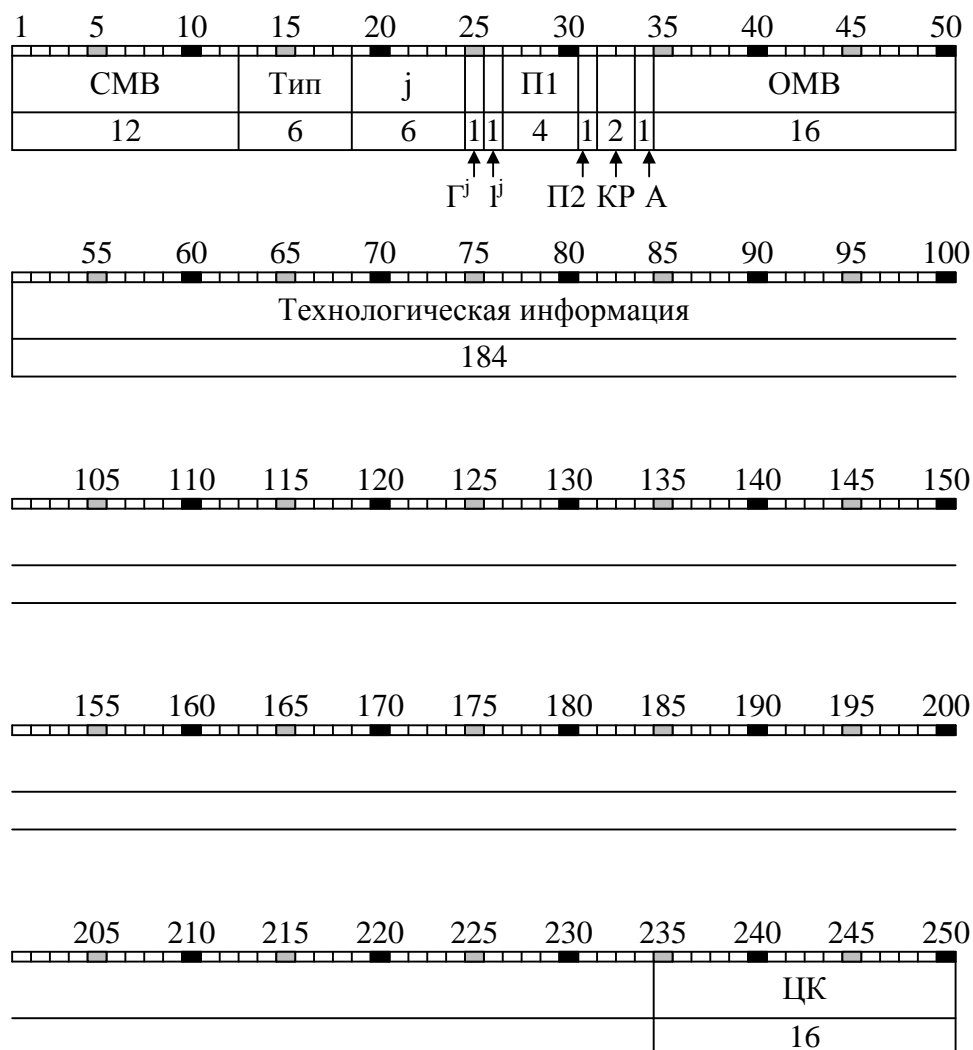 1 5 10 15 20 25 30 35 40 45 50
СМВ Тип j П1 ОМВ
12 6 6 1 1 4 1 2 1 16
Г^j l^j П2 КР А
55 60 65 70 75 80 85 90 95 100
Технологическая информация
184
105 110 115 120 125 130 135 140 145 150
155 160 165 170 175 180 185 190 195 200
205 210 215 220 225 230 235 240 245 250
ЦК
16